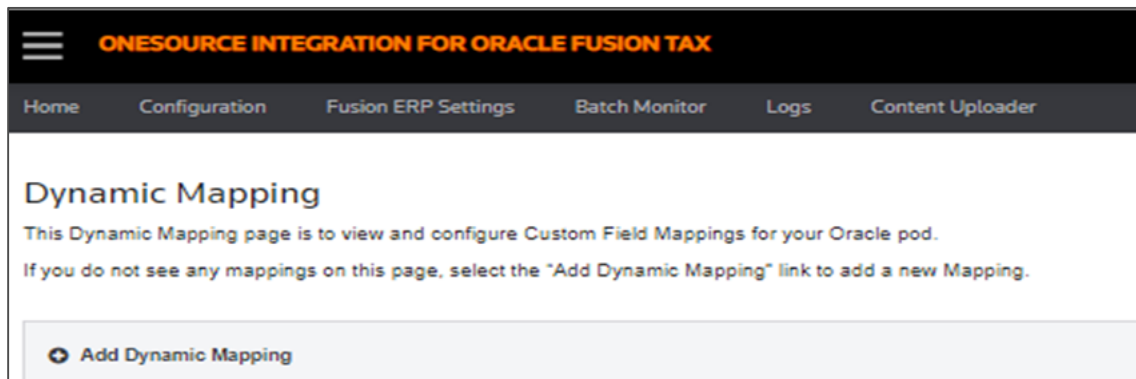 ONESOURCE INTEGRATION FOR ORACLE FUSION TAX
Home Configuration Fusion ERP Settings Batch Monitor Logs Content Uploader
Dynamic Mapping
This Dynamic Mapping page is to view and configure Custom Field Mappings for your Oracle pod.
If you do not see any mappings on this page, select the "Add Dynamic Mapping" link to add a new Mapping.
Add Dynamic Mapping